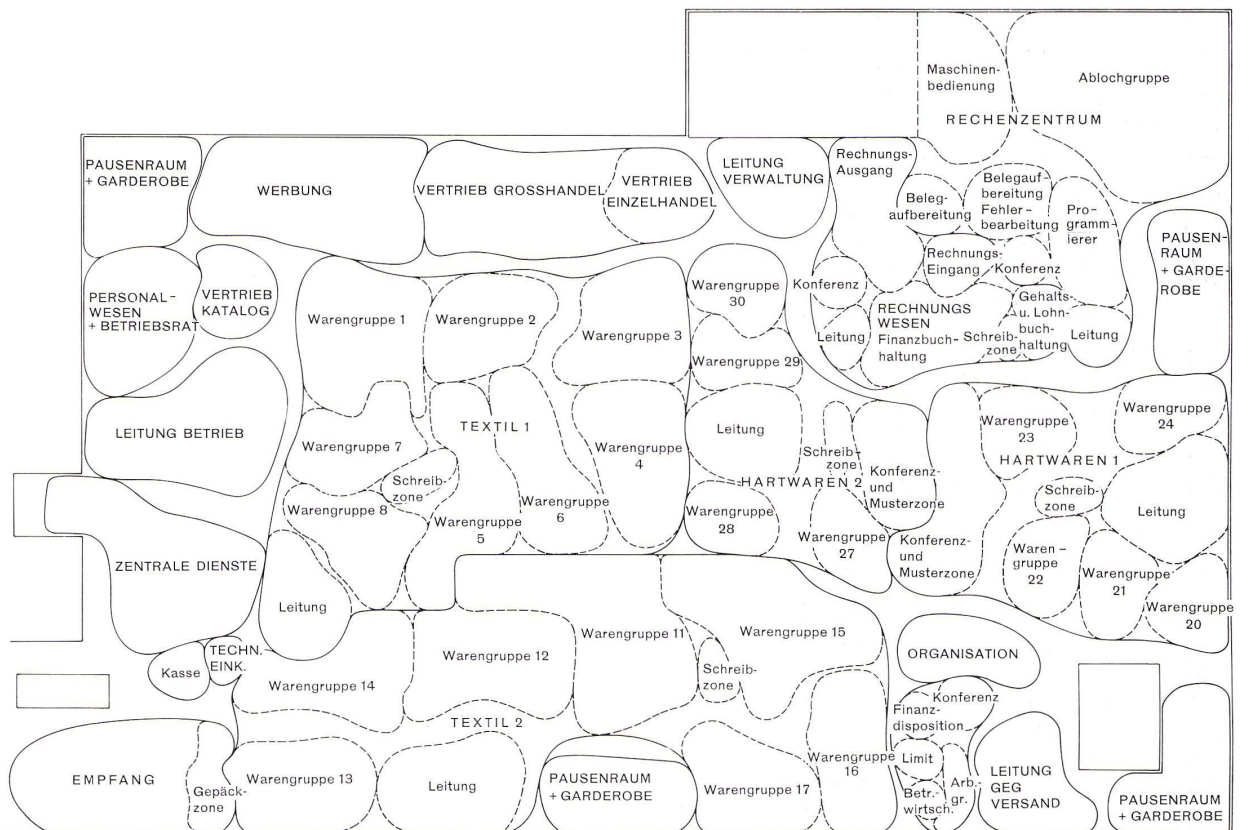 Maschinen-
bedienung
Ablochgruppe
RECHENZENTRUM
PAUSENRAUM
+ GARDEROBE
WERBUNG
VERTRIEB GROSSHANDEL
VERTRIEB
EINZELHANDEL
LEITUNG
VERWALTUNG
Rechnungs-
Ausgang
Beleg-
aufbereitung
Belegauf-
bereitung
Fehler-
bearbeitung
Pro-
gramm-
ierer
PAUSEN-
RAUM
+ GARDE-
ROBE
Rechnungs-
Eingang
Konferenz
Konferenz
Leitung
RECHNUNGS
WESEN
Finanzbuch-
haltung
Schreib-
zone
Gehalts-
u. Lohn-
buch-
haltung
Leitung
PERSONAL-
WESEN
+ BETRIEBSRAT
VERTRIEB
KATALOG
Warengruppe 1
Warengruppe 2
Warengruppe 3
Warengruppe
30
Warengruppe 29
LEITUNG BETRIEB
Warengruppe 7
TEXTIL 1
Warengruppe
4
Leitung
Schreib-
zone
HARTWAREN 2
Konferenz-
und
Musterzone
Warengruppe
23
Warengruppe
24
HARTWAREN 1
Schreib-
zone
Leitung
Schreib-
zone
Warengruppe 8
Warengruppe
5
Warengruppe
6
Warengruppe
28
Warengruppe
27
Konferenz-
und
Musterzone
Waren-
gruppe
22
Warengruppe
21
Warengruppe
20
ZENTRALE DIENSTE
Leitung
Kasse
TECHN.
EINK.
Warengruppe 14
Warengruppe 12
Warengruppe 11
Schreib-
zone
Warengruppe 15
ORGANISATION
TEXTIL 2
Konferenz
Finanz-
disposition
EMPFANG
Gepäck-
zone
Warengruppe 13
Leitung
PAUSENRAUM
+ GARDEROBE
Warengruppe 17
Warengruppe
16
Limit
Betr.-
wirtsch.
Arb.
gr.
LEITUNG
GEG
VERSAND
PAUSENRAUM
+ GARDEROBE